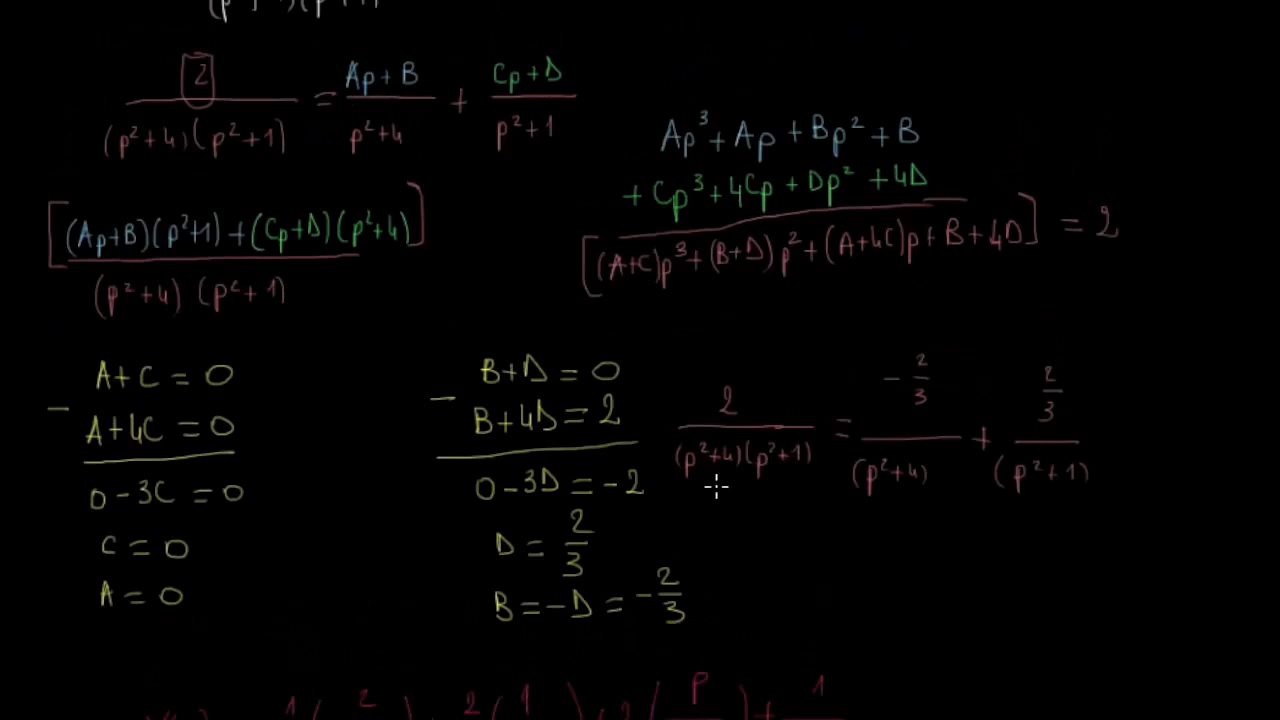 2/((p²+4)(p²+1)) = (Ap+B)/(p²+4) + (Cp+D)/(p²+1)
Ap³+Ap+Bp²+B
+Cp³+4Cp+Dp²+4D
[(A+C)p³+(B+D)p²+(A+4C)p+B+4D] = 2
[(Ap+B)(p²+1)+(Cp+D)(p²+4)]
(p²+4)(p²+1)
A+C = 0
- A+4C = 0
0-3C = 0
C = 0
A = 0
B+D = 0
- B+4D = 2
0-3D = -2
D = 2/3
B = -D = -2/3
2/((p²+4)(p²+1)) = (-2/3)/(p²+4) + (2/3)/(p²+1)